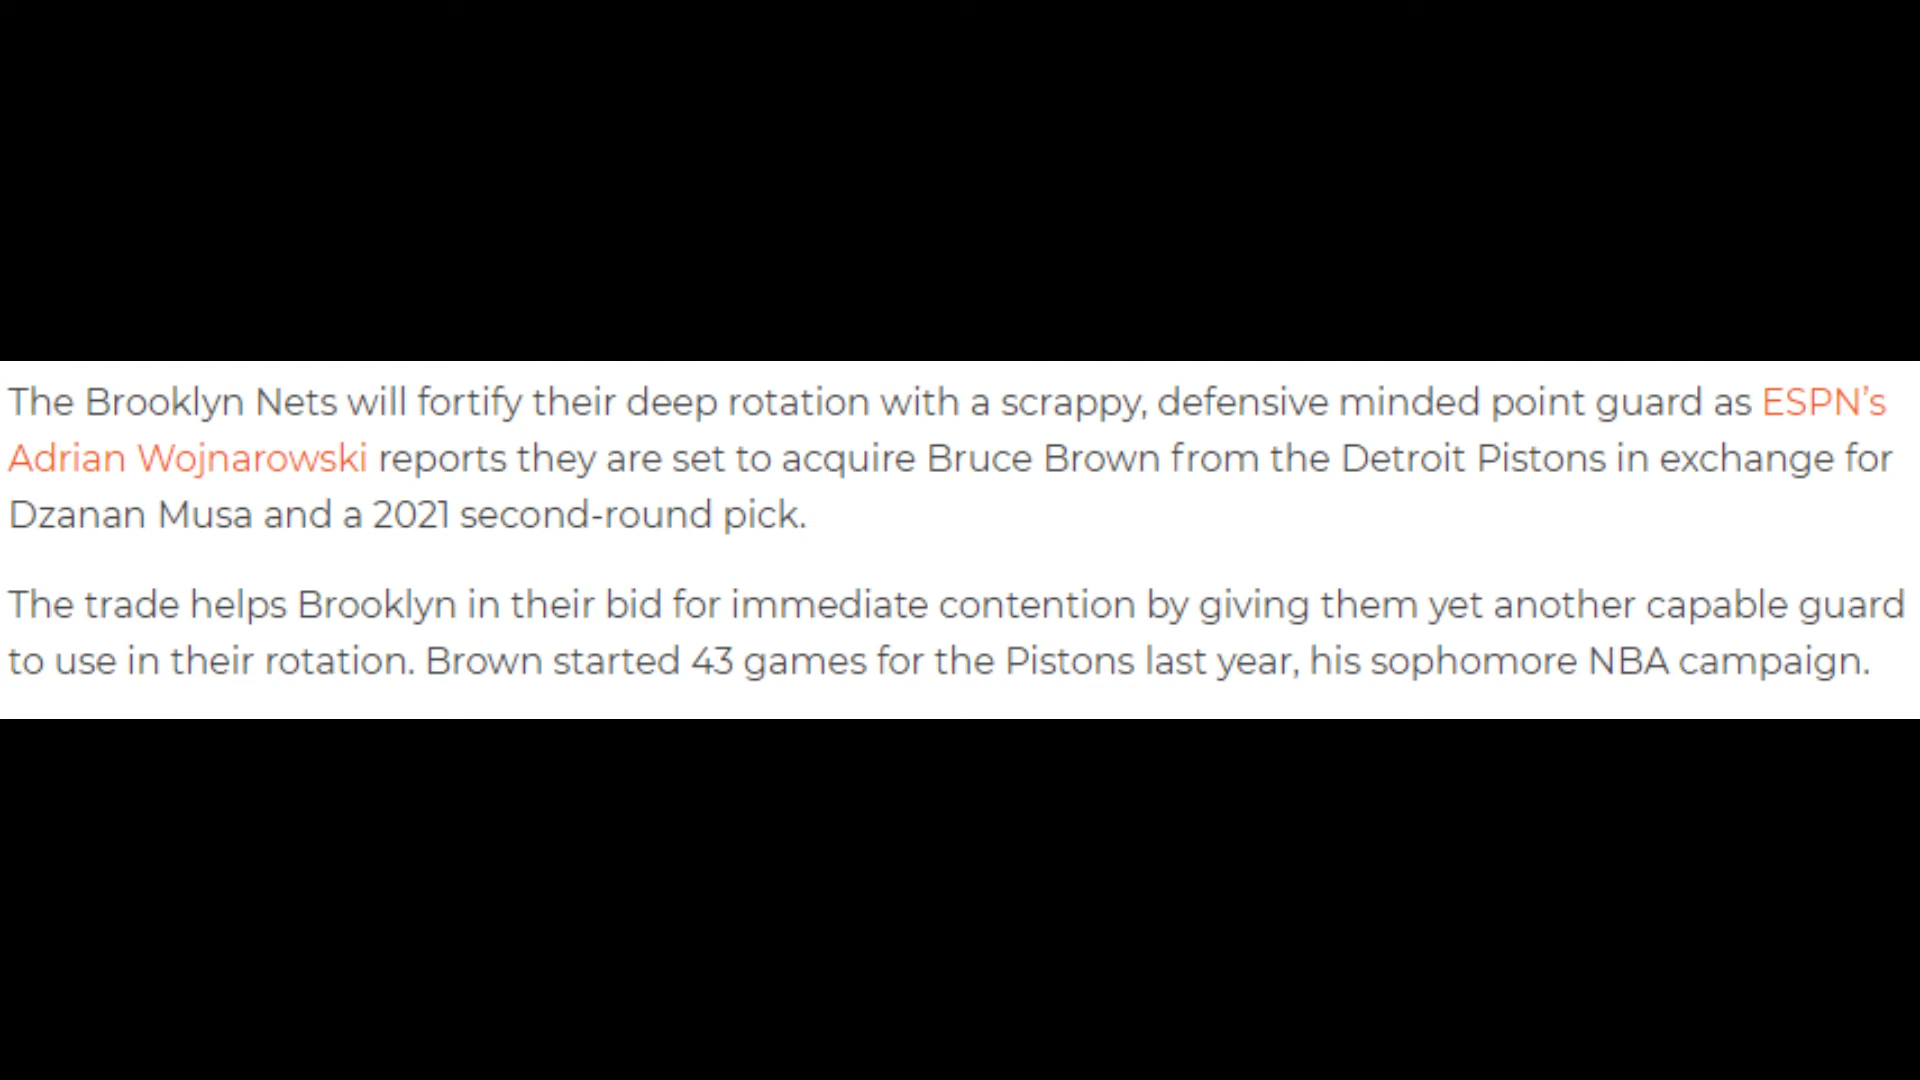 The Brooklyn Nets will fortify their deep rotation with a scrappy, defensive minded point guard as ESPN’s
Adrian Wojnarowski reports they are set to acquire Bruce Brown from the Detroit Pistons in exchange for
Dzanan Musa and a 2021 second-round pick.
The trade helps Brooklyn in their bid for immediate contention by giving them yet another capable guard
to use in their rotation. Brown started 43 games for the Pistons last year, his sophomore NBA campaign.